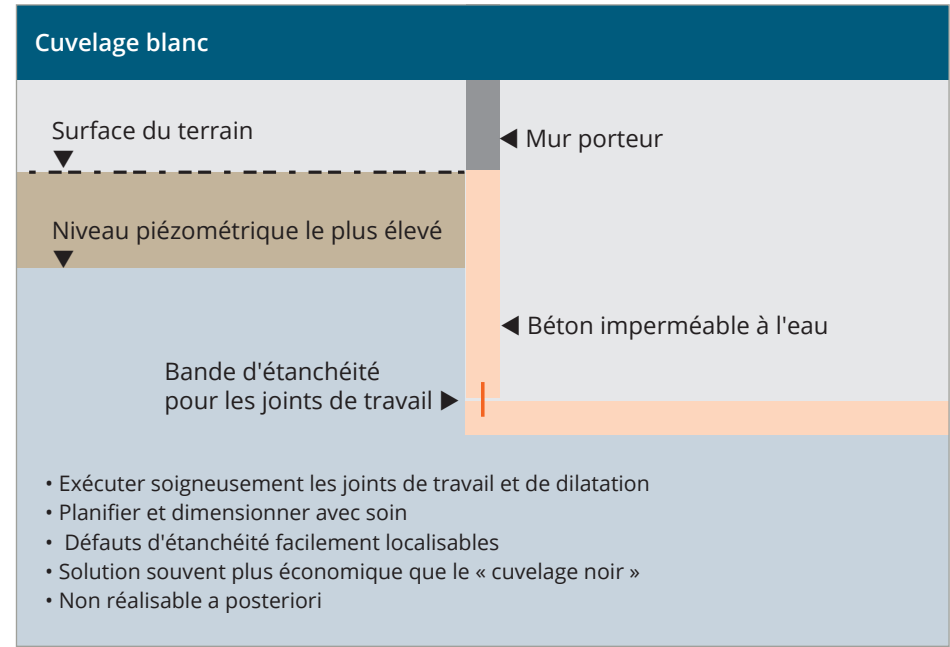 Cuvelage blanc
Surface du terrain
Mur porteur
Niveau piézométrique le plus élevé
Béton imperméable à l'eau
Bande d'étanchéité
pour les joints de travail
• Exécuter soigneusement les joints de travail et de dilatation
• Planifier et dimensionner avec soin
• Défauts d'étanchéité facilement localisables
• Solution souvent plus économique que le « cuvelage noir »
• Non réalisable a posteriori